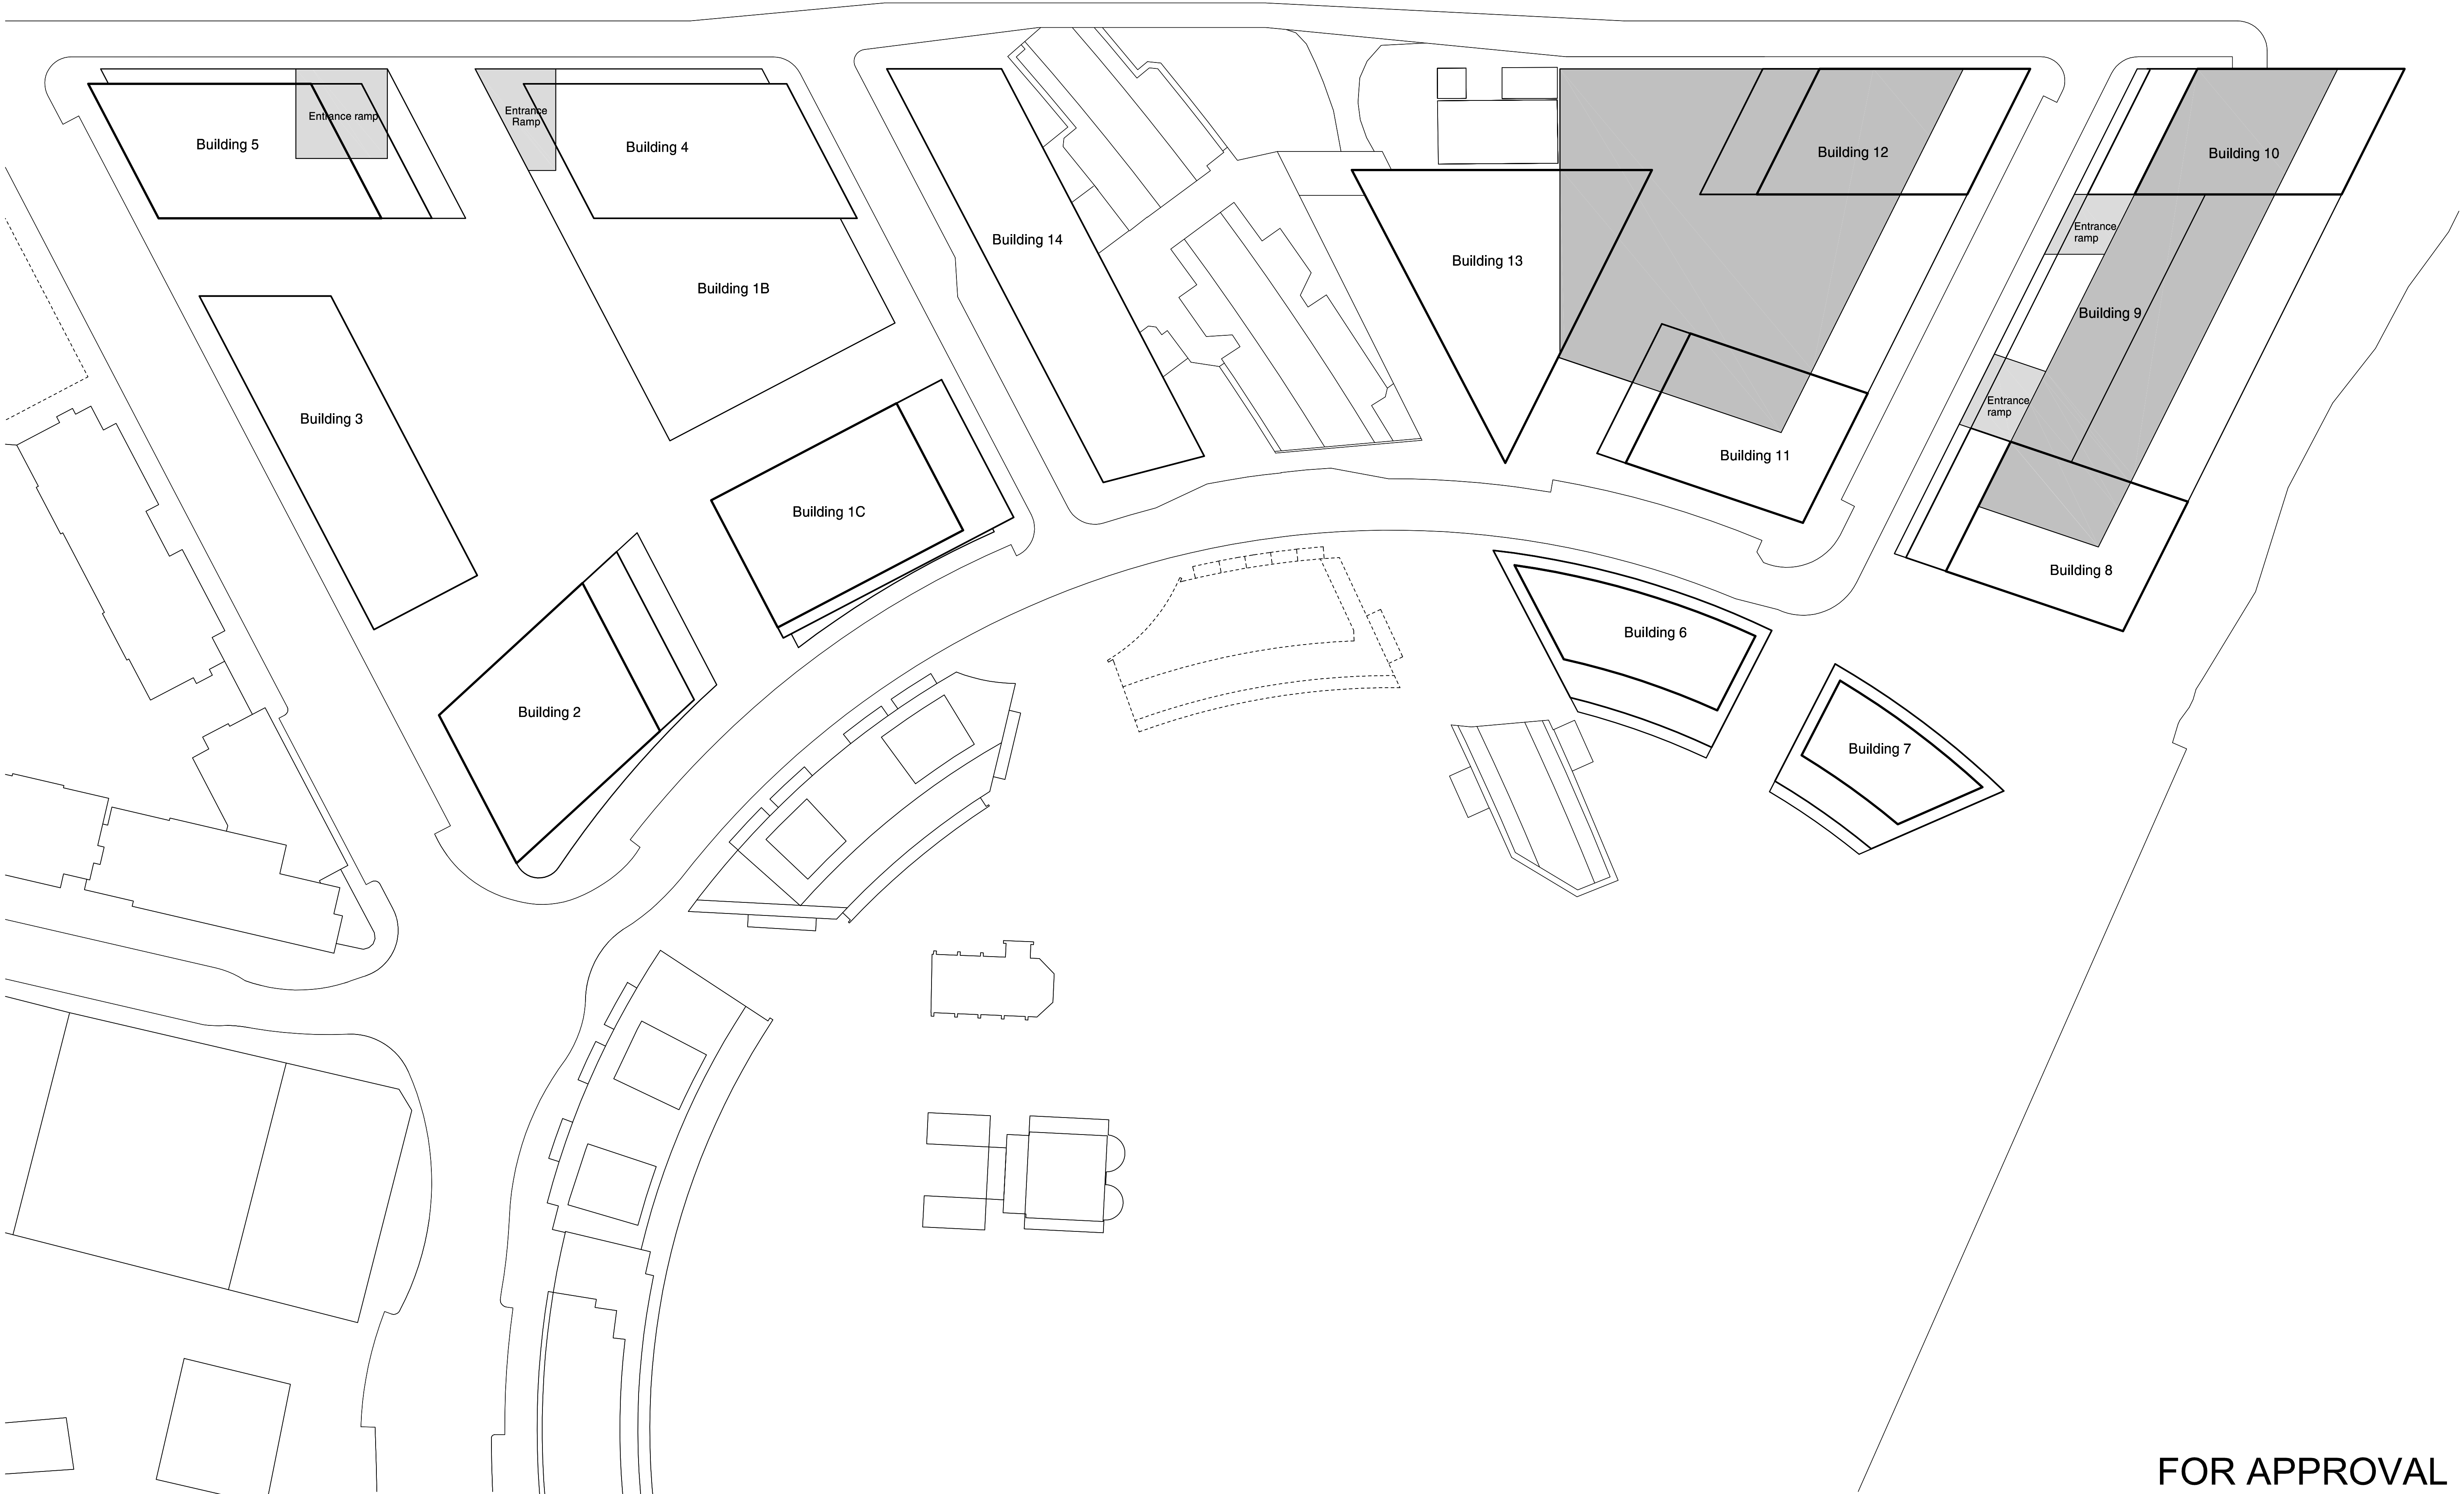 Building 5
Entrance ramp
Entrance
Ramp
Building 4
Building 12
Building 10
Entrance
ramp
Building 14
Building 13
Building 1B
Building 9
Entrance
ramp
Building 3
Building 11
Building 1C
Building 8
Building 6
Building 2
Building 7
FOR APPROVAL